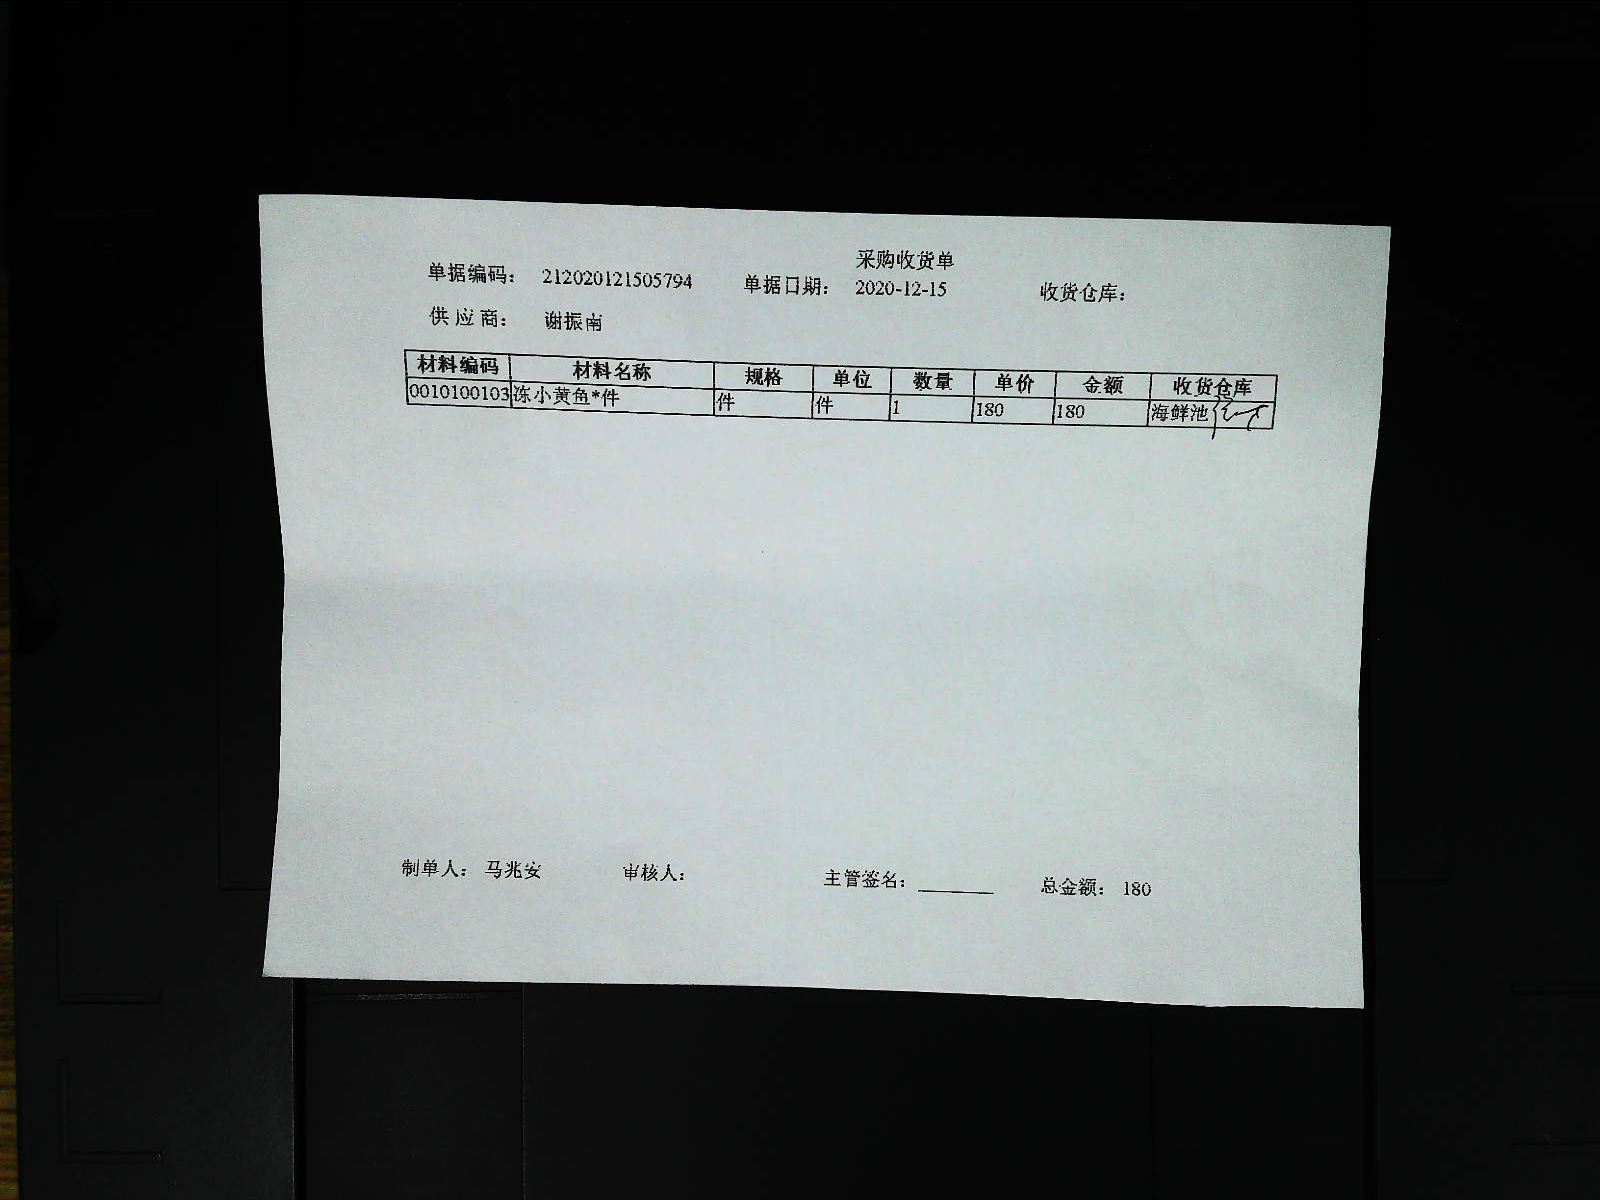 采购收货单
单据编码： 212020121505794 单据日期： 2020-12-15 收货仓库：
供应商： 谢振南
材料编码 材料名称 规格 单位 数量 单价 金额 收货仓库
0010100103 冻小黄鱼*件 件 件 1 180 180 海鲜池
制单人： 马兆安 审核人： 主管签名： ________ 总金额： 180